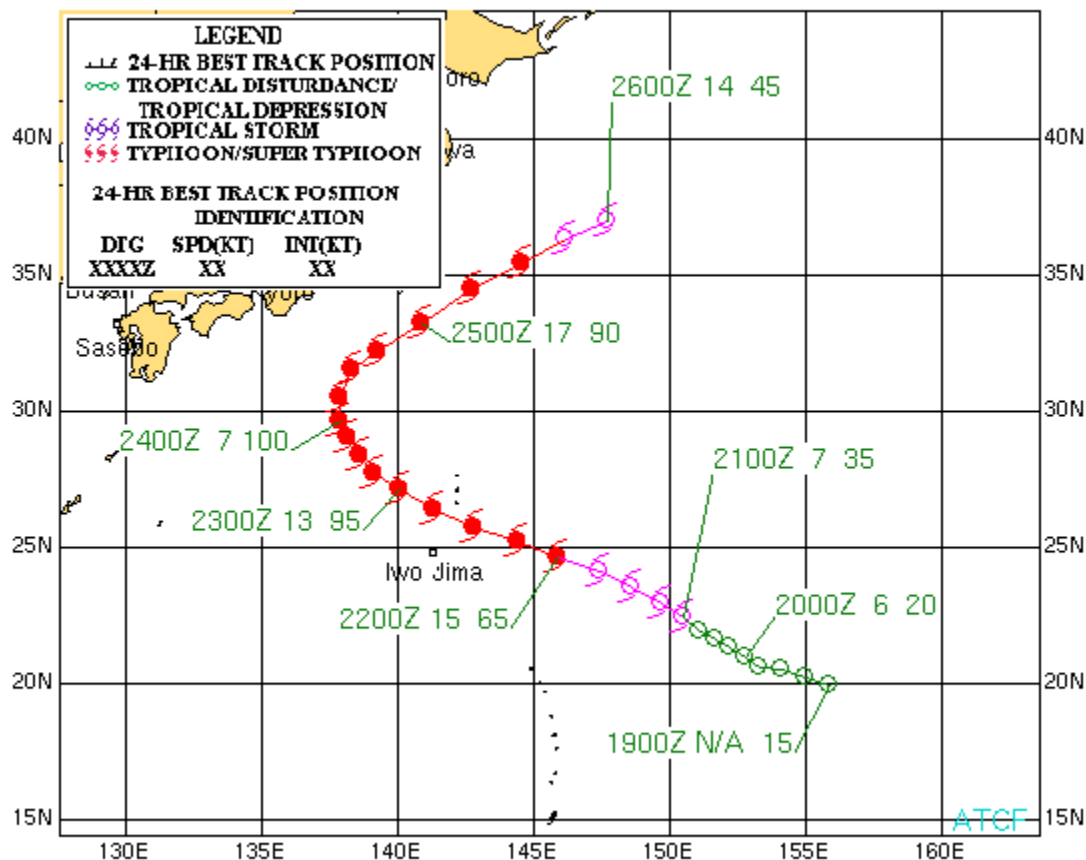 LEGEND
24-HR BEST TRACK POSITION
TROPICAL DISTURDANCE/
TROPICAL DEPRESSION
TROPICAL STORM
TYPHOON/SUPER TYPHOON
24-HR BEST TRACK POSITION
IDENTIFICATION
DTG SPD(KT) INT(KT)
XXXXZ XX XX
2600Z 14 45
40N 40N
35N 35N
2500Z 17 90
Sasebo
30N 30N
2400Z 7 100
2100Z 7 35
2300Z 13 95
25N 25N
Iwo Jima
2200Z 15 65
2000Z 6 20
20N 20N
1900Z N/A 15
15N 15N
ATCF
130E 135E 140E 145E 150E 155E 160E